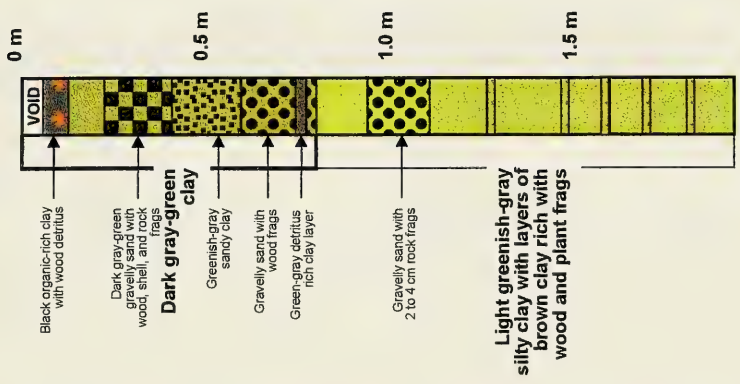 0 m
0.5 m
1.0 m
1.5 m
VOID
Black organic-rich clay
with wood detritus
Dark gray-green
gravelly sand with
wood, shell, and rock
frags
Dark gray-green
clay
Greenish-gray
sandy clay
Gravelly sand with
wood frags
Green-gray detritus
rich clay layer
Gravelly sand with
2 to 4 cm rock frags
Light greenish-gray
silty clay with layers of
brown clay rich with
wood and plant frags